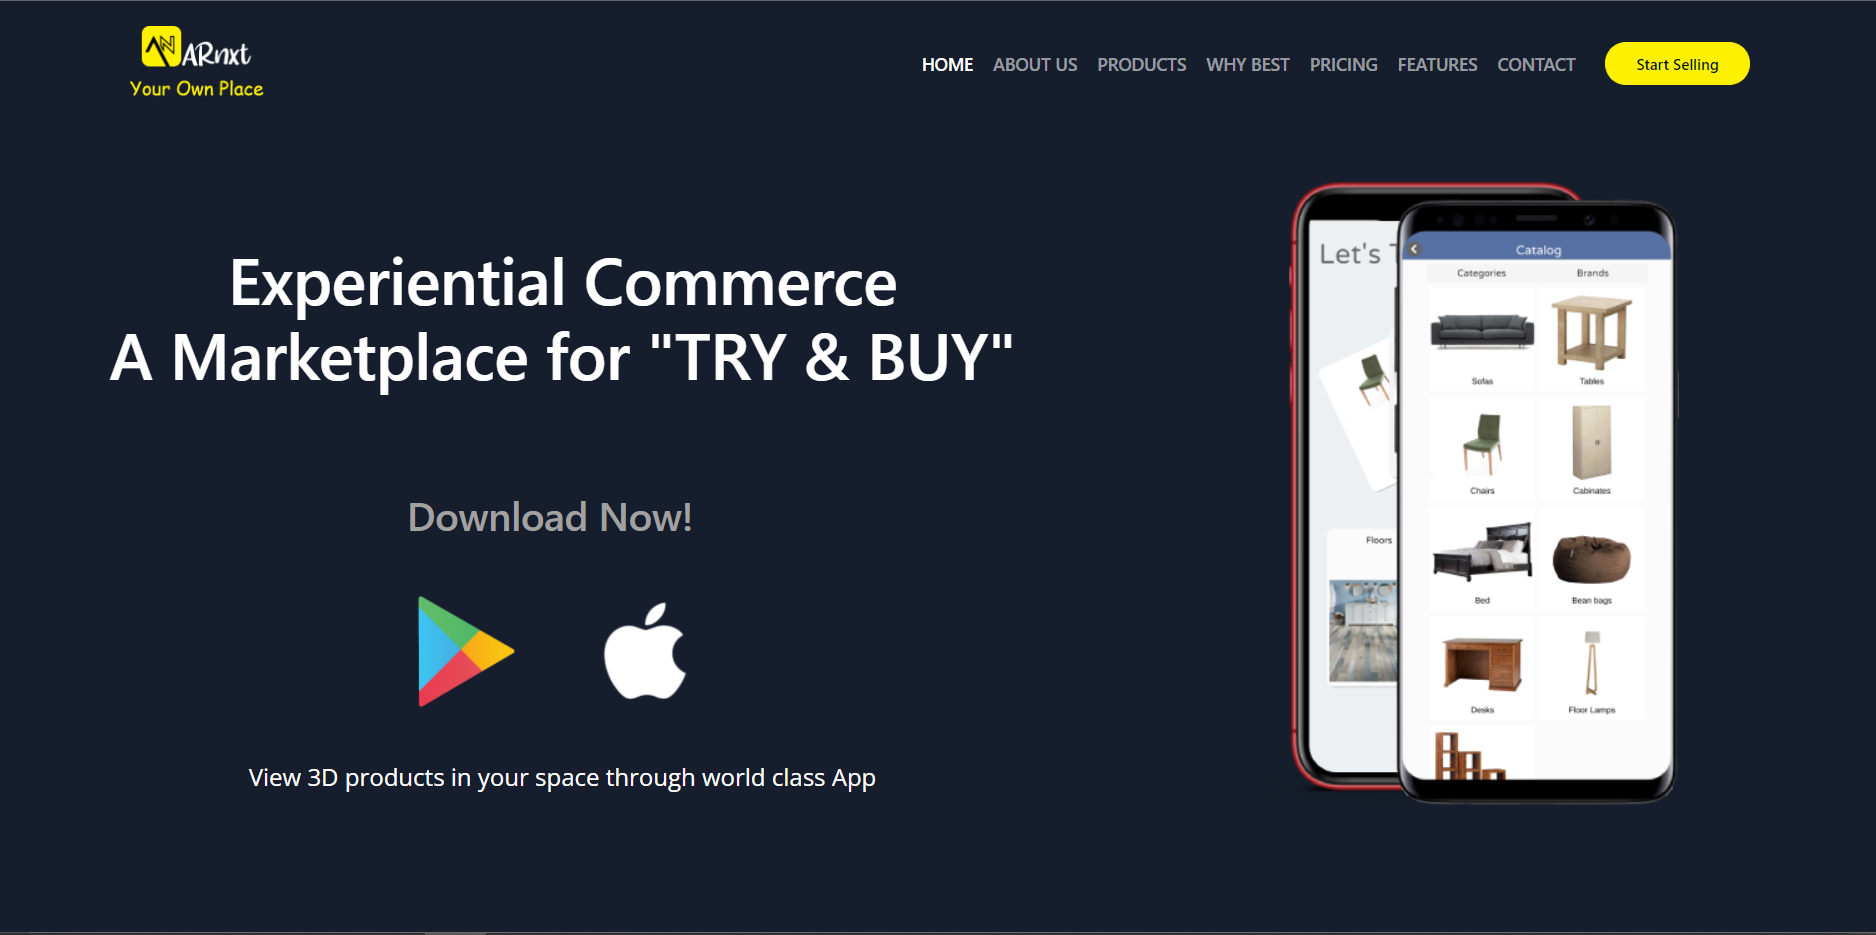 ARnxt
Your Own Place
HOME ABOUT US PRODUCTS WHY BEST PRICING FEATURES CONTACT Start Selling
Experiential Commerce
A Marketplace for "TRY & BUY"
Download Now!
View 3D products in your space through world class App
Let's
Floors
Catalog
Categories Brands
Sofas Tables
Chairs Cabinates
Bed Bean bags
Desks Floor Lamps